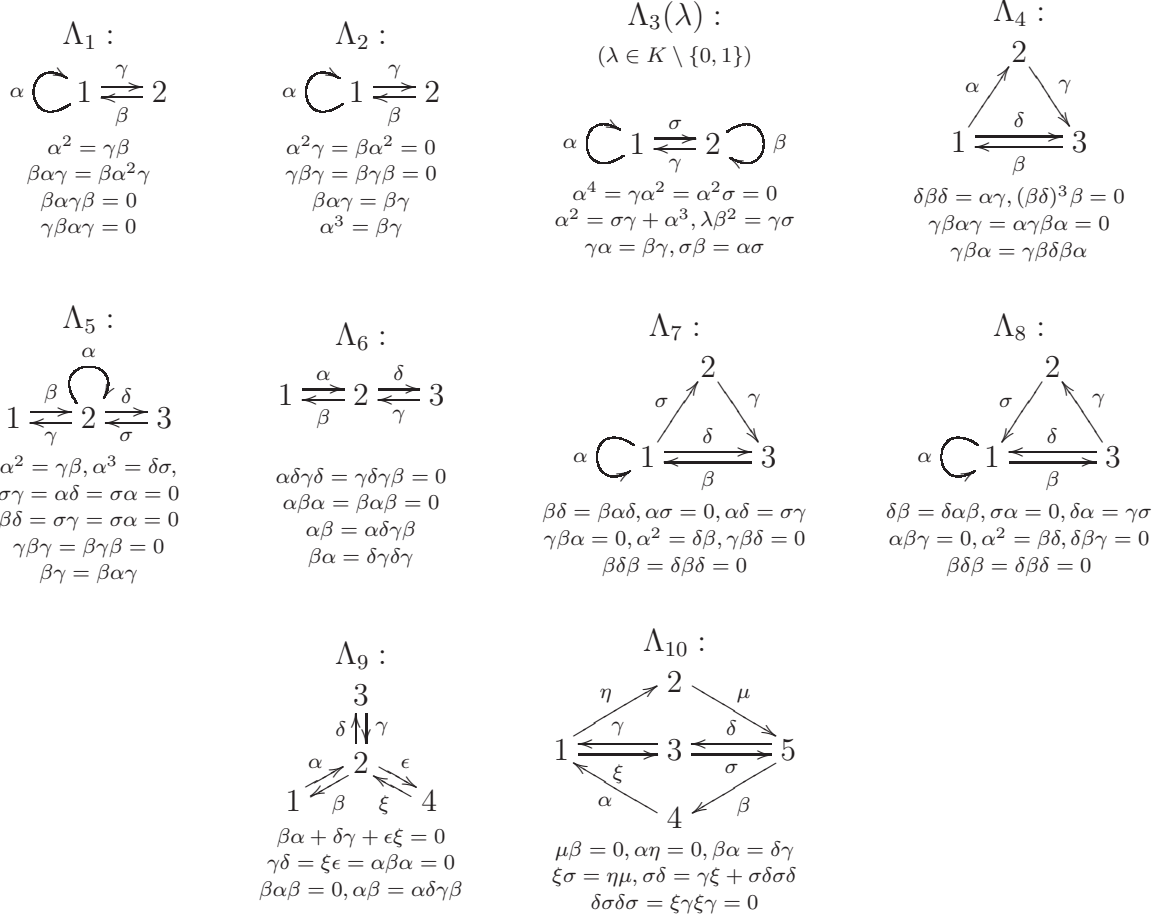 Λ₁ :
α
1
γ
β
2
α² = γβ
βαγ = βα²γ
βαγβ = 0
γβαγ = 0
Λ₂ :
α
1
γ
β
2
α²γ = βα² = 0
γβγ = βγβ = 0
βαγ = βγ
α³ = βγ
Λ₃(λ) :
(λ ∈ K \ {0, 1})
α
1
σ
γ
2
β
α⁴ = γα² = α²σ = 0
α² = σγ + α³, λβ² = γσ
γα = βγ, σβ = ασ
Λ₄ :
2
α
γ
1
δ
β
3
δβδ = αγ, (βδ)³β = 0
γβαγ = αγβα = 0
γβα = γβδβα
Λ₅ :
α
1
β
γ
2
δ
σ
3
α² = γβ, α³ = δσ,
σγ = αδ = σα = 0
βδ = σγ = σα = 0
γβγ = βγβ = 0
βγ = βαγ
Λ₆ :
1
α
β
2
δ
γ
3
αδγδ = γδγβ = 0
αβα = βαβ = 0
αβ = αδγβ
βα = δγδγ
Λ₇ :
2
σ
γ
α
1
δ
β
3
βδ = βαδ, ασ = 0, αδ = σγ
γβα = 0, α² = δβ, γβδ = 0
βδβ = δβδ = 0
Λ₈ :
2
σ
γ
α
1
δ
β
3
δβ = δαβ, σα = 0, δα = γσ
αβγ = 0, α² = βδ, δβγ = 0
βδβ = δβδ = 0
Λ₉ :
3
δ
γ
2
α
ϵ
1
β
ξ
4
βα + δγ + ϵξ = 0
γδ = ξϵ = αβα = 0
βαβ = 0, αβ = αδγβ
Λ₁₀ :
2
η
μ
γ
δ
1
3
5
ξ
σ
α
β
4
μβ = 0, αη = 0, βα = δγ
ξσ = ημ, σδ = γξ + σδσδ
δσδσ = ξγξγ = 0